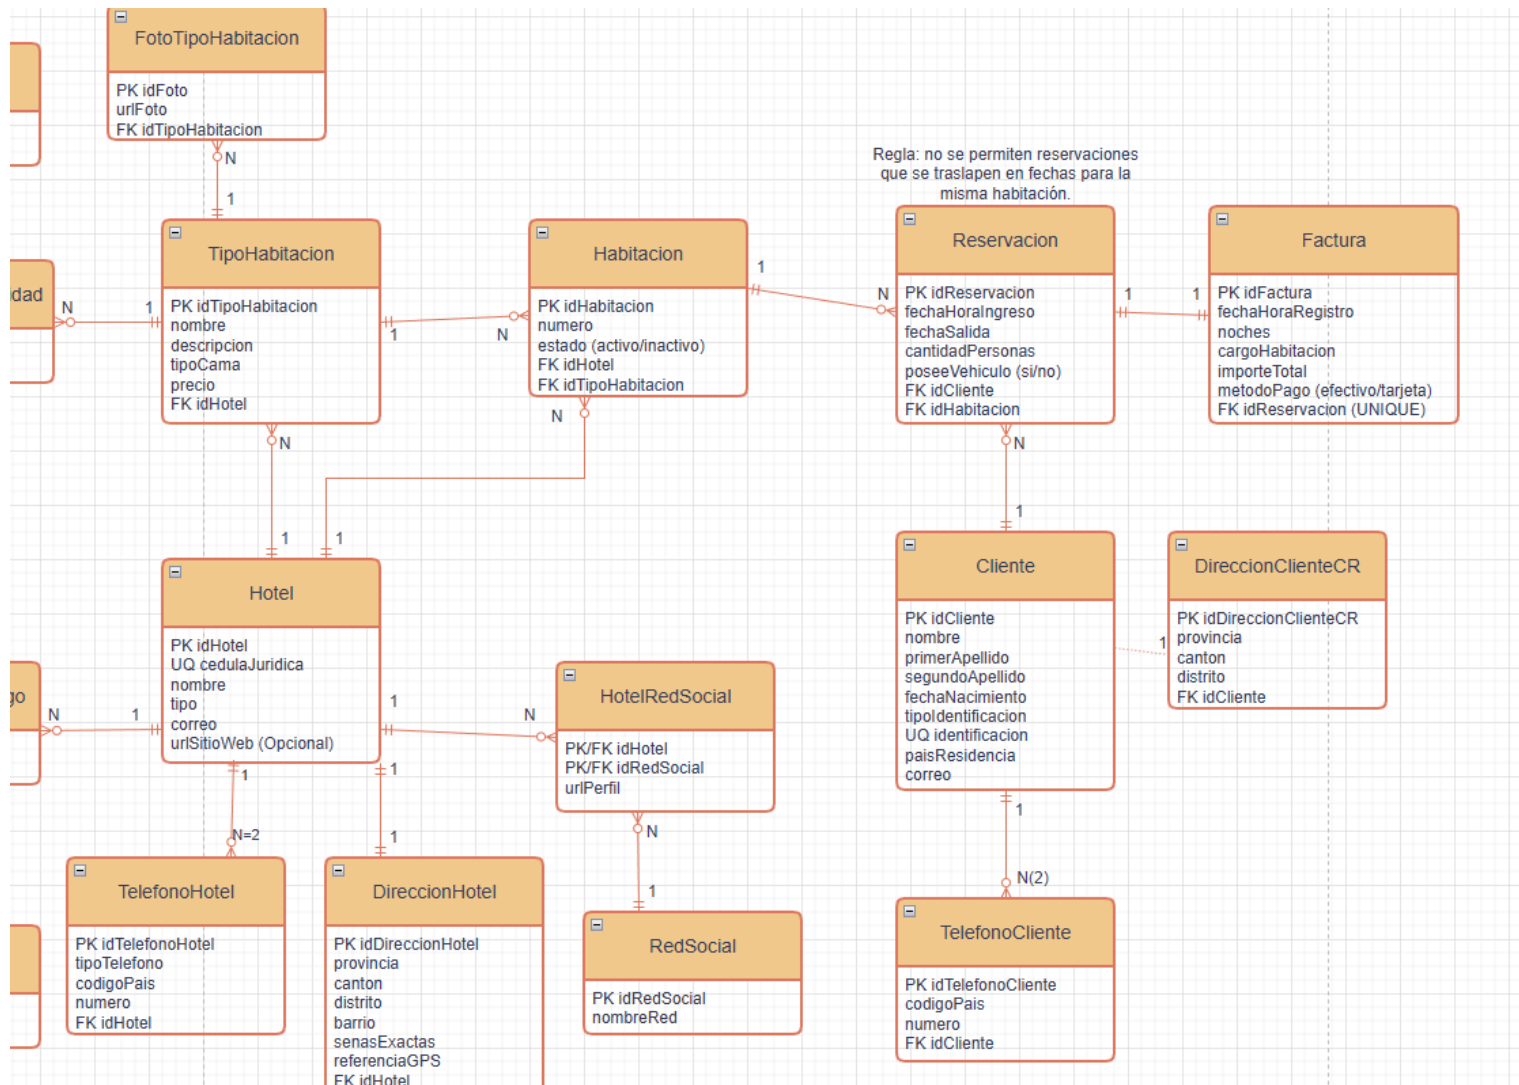 FotoTipoHabitacion
PK idFoto
urlFoto
FK idTipoHabitacion
N
1
Regla: no se permiten reservaciones
que se traslapen en fechas para la
misma habitación.
TipoHabitacion
PK idTipoHabitacion
nombre
descripcion
tipoCama
precio
FK idHotel
Habitacion
PK idHabitacion
numero
estado (activo/inactivo)
FK idHotel
FK idTipoHabitacion
Reservacion
PK idReservacion
fechaHoraIngreso
fechaSalida
cantidadPersonas
poseeVehiculo (si/no)
FK idCliente
FK idHabitacion
Factura
PK idFactura
fechaHoraRegistro
noches
cargoHabitacion
importeTotal
metodoPago (efectivo/tarjeta)
FK idReservacion (UNIQUE)
idad
N
1
1
N
1
N
1
1
N
N
N
1
1
1
Hotel
PK idHotel
UQ cedulaJuridica
nombre
tipo
correo
urlSitioWeb (Opcional)
Cliente
PK idCliente
nombre
primerApellido
segundoApellido
fechaNacimiento
tipoIdentificacion
UQ identificacion
paisResidencia
correo
DireccionClienteCR
PK idDireccionClienteCR
provincia
canton
distrito
FK idCliente
1
HotelRedSocial
PK/FK idHotel
PK/FK idRedSocial
urlPerfil
go
N
1
1
N
1
1
N=2
1
N
1
1
N(2)
TelefonoHotel
PK idTelefonoHotel
tipoTelefono
codigoPais
numero
FK idHotel
DireccionHotel
PK idDireccionHotel
provincia
canton
distrito
barrio
senasExactas
referenciaGPS
FK idHotel
RedSocial
PK idRedSocial
nombreRed
TelefonoCliente
PK idTelefonoCliente
codigoPais
numero
FK idCliente